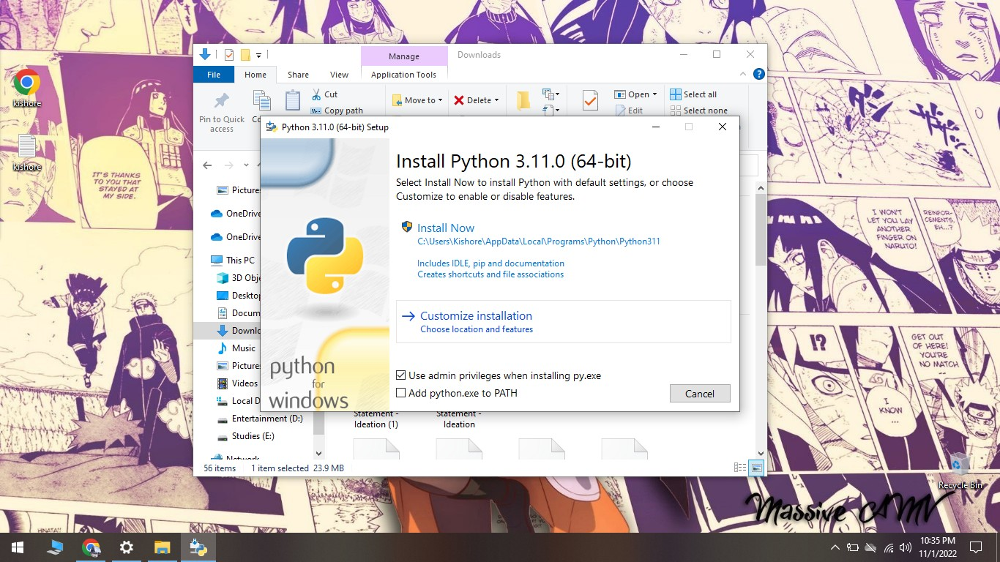 Manage
Downloads
File
Home
Share
View
Application Tools
Pin to Quick
access
Cut
Copy path
Move to
Delete
Open
Edit
Select all
Select none
Python 3.11.0 (64-bit) Setup
Install Python 3.11.0 (64-bit)
Select Install Now to install Python with default settings, or choose
Customize to enable or disable features.
Install Now
C:\Users\Kishore\AppData\Local\Programs\Python\Python311
Includes IDLE, pip and documentation
Creates shortcuts and file associations
Customize installation
Choose location and features
Use admin privileges when installing py.exe
Add python.exe to PATH
Cancel
python
for
windows
Picture
OneDrive
OneDrive
This PC
3D Obje
Desktop
Docum
Downlo
Music
Picture
Videos
Local D
Entertainment (D:)
Studies (E:)
Network
Statement -
Ideation (1)
Statement -
Ideation
56 items
1 item selected 23.9 MB
kishore
kishore
IT'S THANKS
TO YOU THAT
STAYED AT
MY SIDE.
I WON'T
LET YOU LAY
ANOTHER
FINGER ON
NARUTO!
REINFOR-
CEMENTS,
EH...?
!?
GET OUT
OF HERE!
YOU'RE
NO MATCH
I
KNOW
...
Recycle Bin
Massive AMV
HINATA!!
10:35 PM
11/1/2022